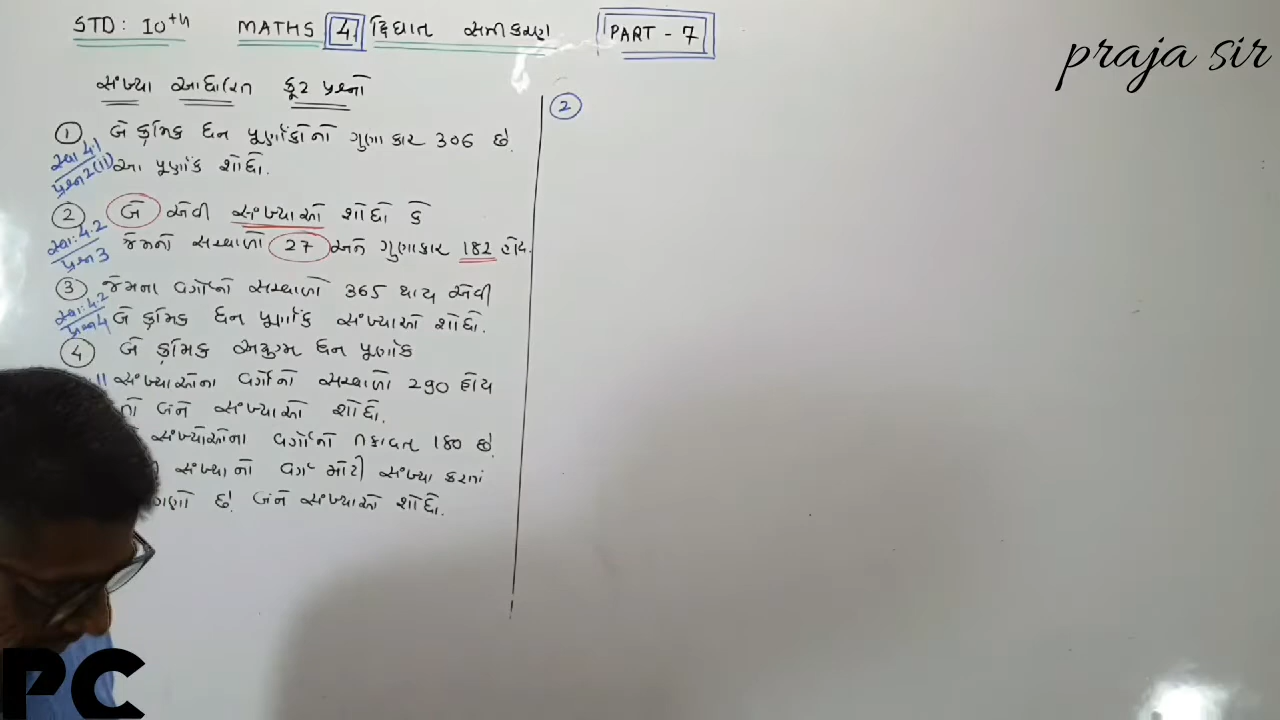 STD: 10th MATHS 4 દ્વિઘાત સમીકરણ PART - 7
praja sir
સંખ્યા આધારિત કૂટ પ્રશ્નો
① બે ક્રમિક ધન પૂર્ણાંકોનો ગુણાકાર 306 છે.
સ્વા 4.1
પ્રશ્ન 2(11)
આ પૂર્ણાંક શોધો.
② બે એવી સંખ્યાઓ શોધો કે
સ્વા: 4.2
પ્રશ્ન 3
જેમનો સરવાળો 27 અને ગુણાકાર 182 હોય.
③ જેમના વર્ગોનો સરવાળો 365 થાય એવી
સ્વા: 4.2
પ્રશ્ન 4
બે ક્રમિક ધન પૂર્ણાંક સંખ્યાઓ શોધો.
④ બે ક્રમિક અયુગ્મ ધન પૂર્ણાંક
11 સંખ્યાઓના વર્ગોનો સરવાળો 290 હોય
તો બંને સંખ્યાઓ શોધો.
સંખ્યાઓના વર્ગોનો તફાવત 180 છે.
સંખ્યાનો વર્ગ મોટી સંખ્યા કરતાં
ગણો છે. બંને સંખ્યાઓ શોધો.
②
PC